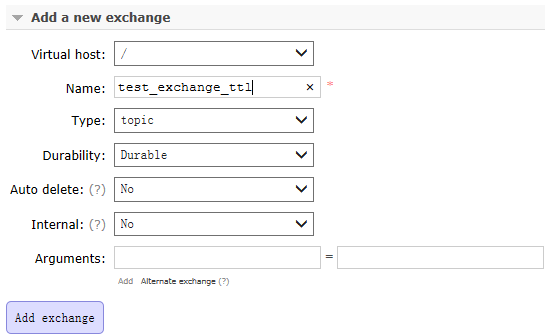 Add a new exchange
Virtual host: /
Name: test_exchange_ttl × *
Type: topic
Durability: Durable
Auto delete: (?) No
Internal: (?) No
Arguments: =
Add Alternate exchange (?)
Add exchange